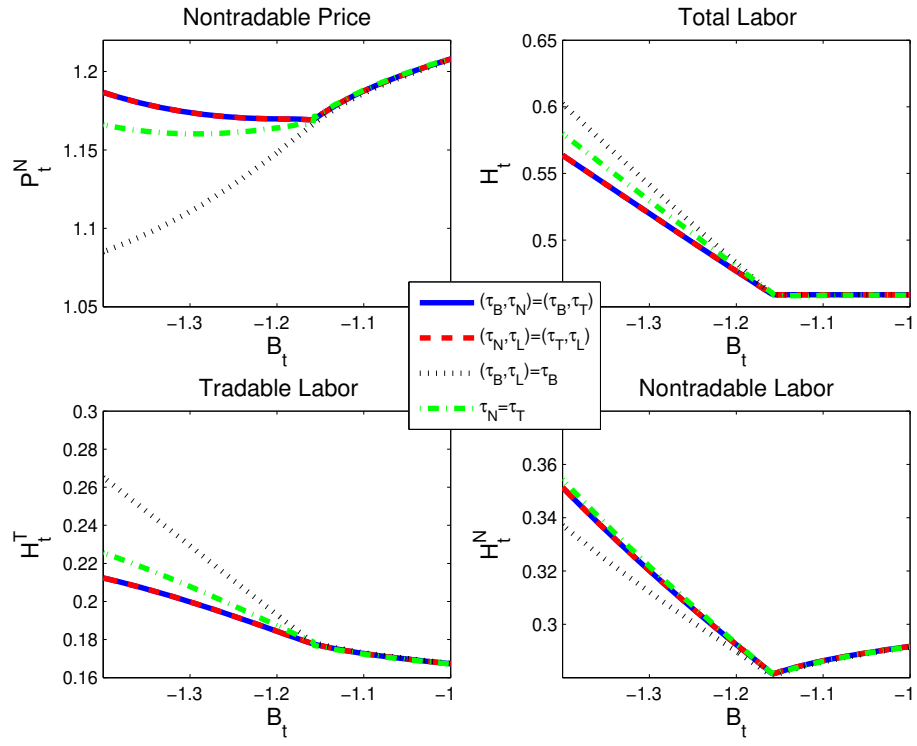 Nontradable Price
Total Labor
1.2
1.15
1.1
1.05
P_t^N
−1.3 −1.2 −1.1 −1
B_t
0.65
0.6
0.55
0.5
H_t
−1.3 −1.2 −1.1 −1
B_t
(τ_B,τ_N)=(τ_B,τ_T)
(τ_N,τ_L)=(τ_T,τ_L)
(τ_B,τ_L)=τ_B
τ_N=τ_T
Tradable Labor
Nontradable Labor
0.3
0.28
0.26
0.24
0.22
0.2
0.18
0.16
H_t^T
−1.3 −1.2 −1.1 −1
B_t
0.36
0.34
0.32
0.3
H_t^N
−1.3 −1.2 −1.1 −1
B_t